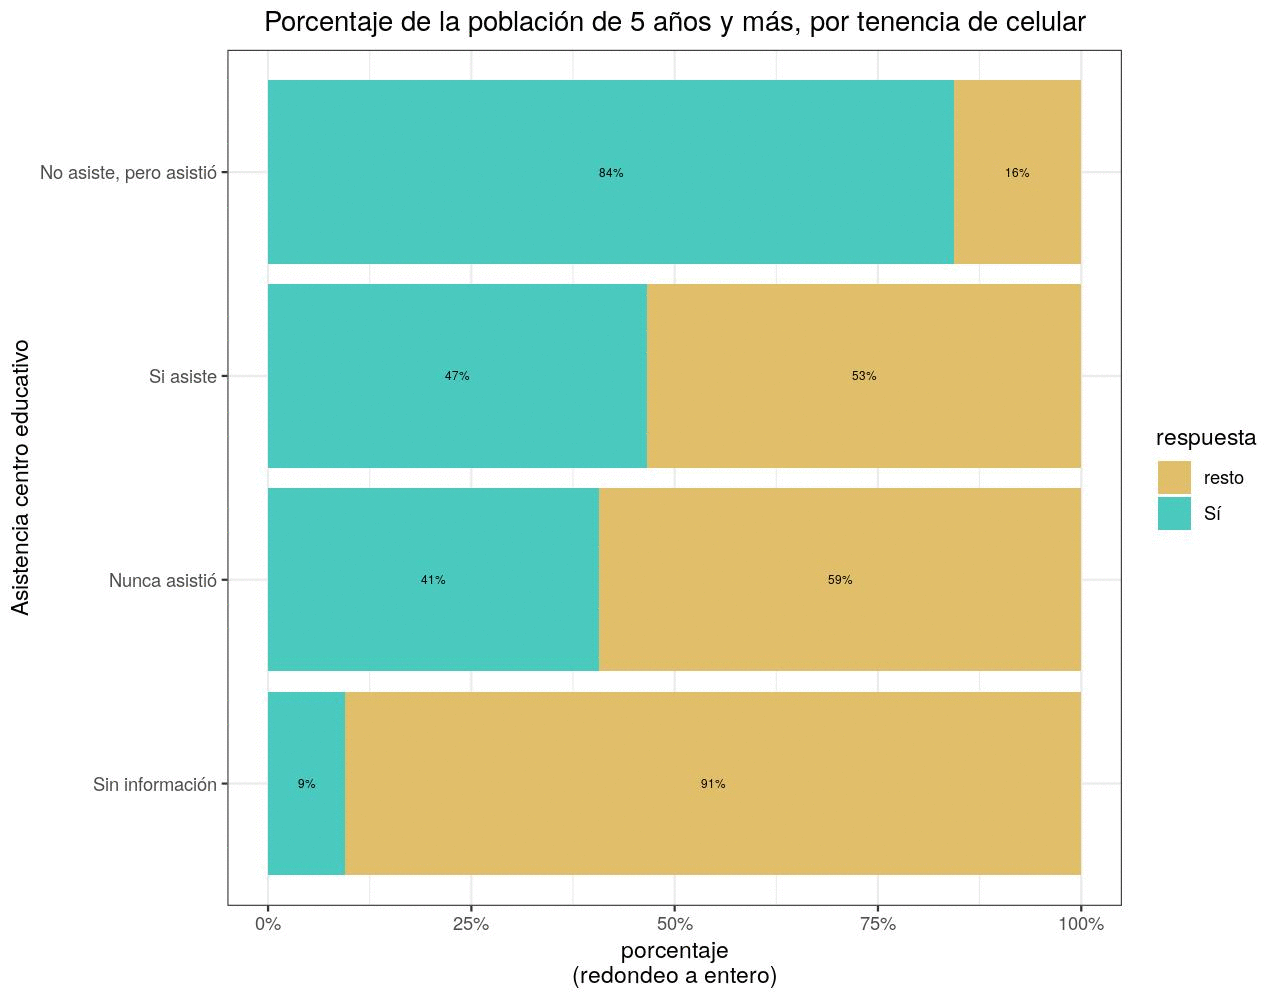 Porcentaje de la población de 5 años y más, por tenencia de celular
Asistencia centro educativo
No asiste, pero asistió
84%
16%
Si asiste
47%
53%
Nunca asistió
41%
59%
Sin información
9%
91%
0%
25%
50%
75%
100%
porcentaje
(redondeo a entero)
respuesta
resto
Sí